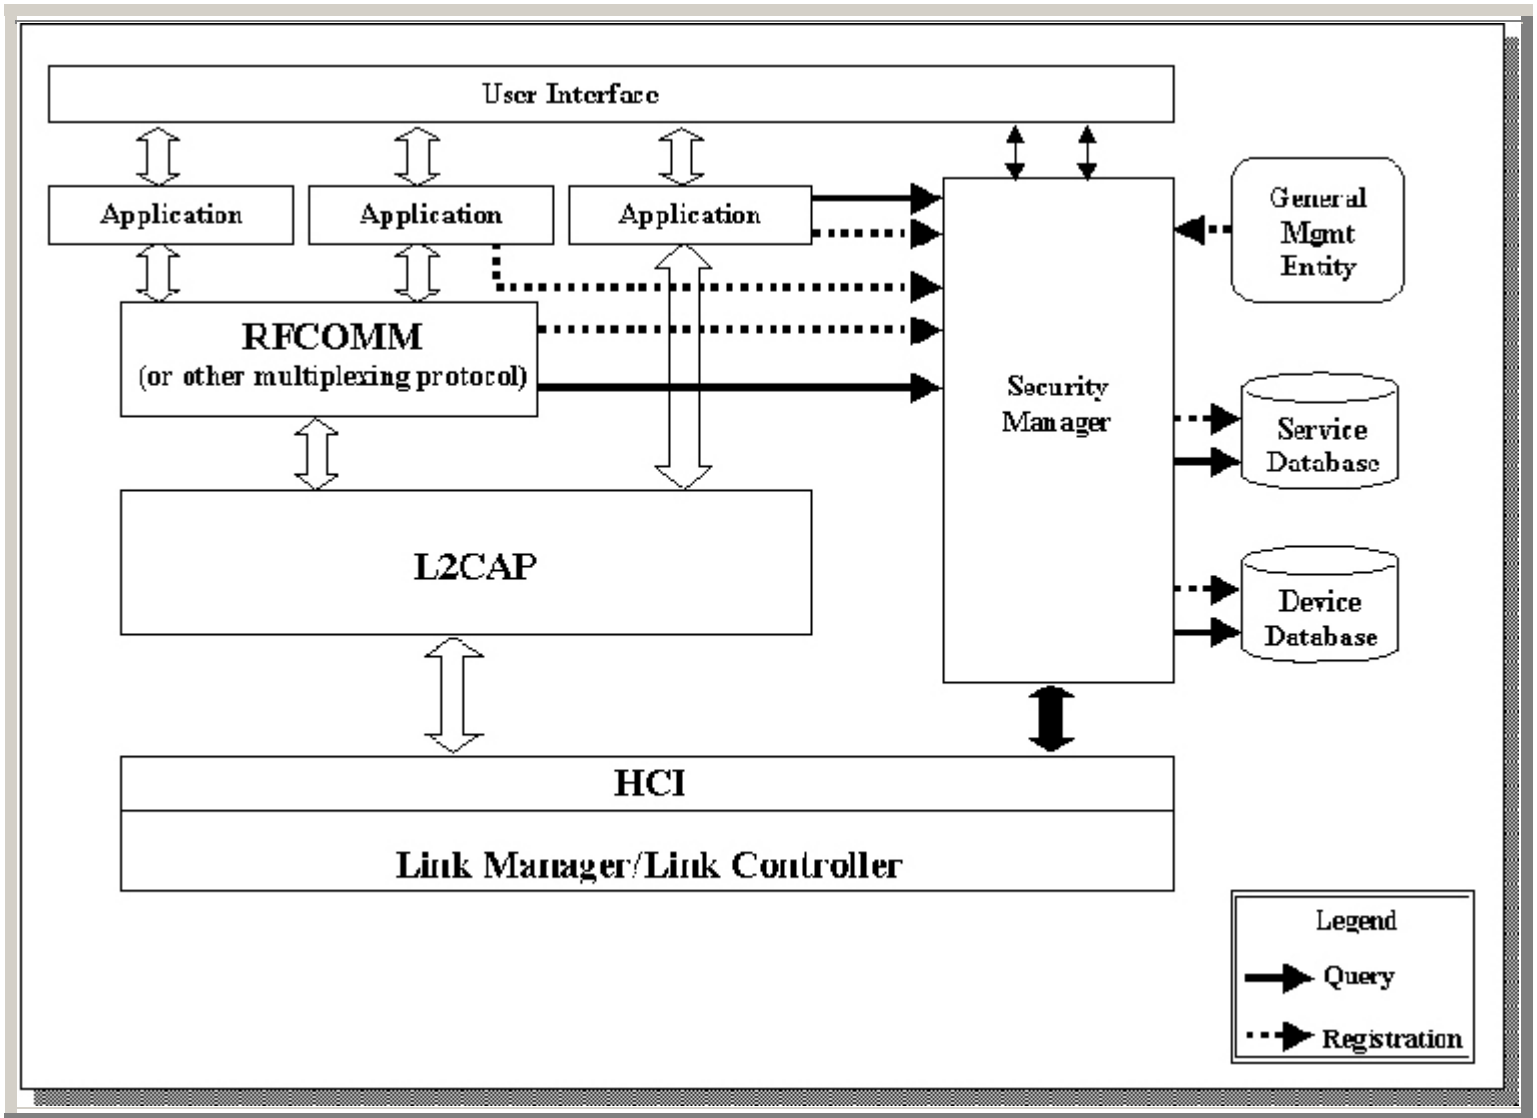 User Interface
Application
Application
Application
General
Mgmt
Entity
RFCOMM
(or other multiplexing protocol)
Security
Manager
Service
Database
L2CAP
Device
Database
HCI
Link Manager/Link Controller
Legend
Query
Registration